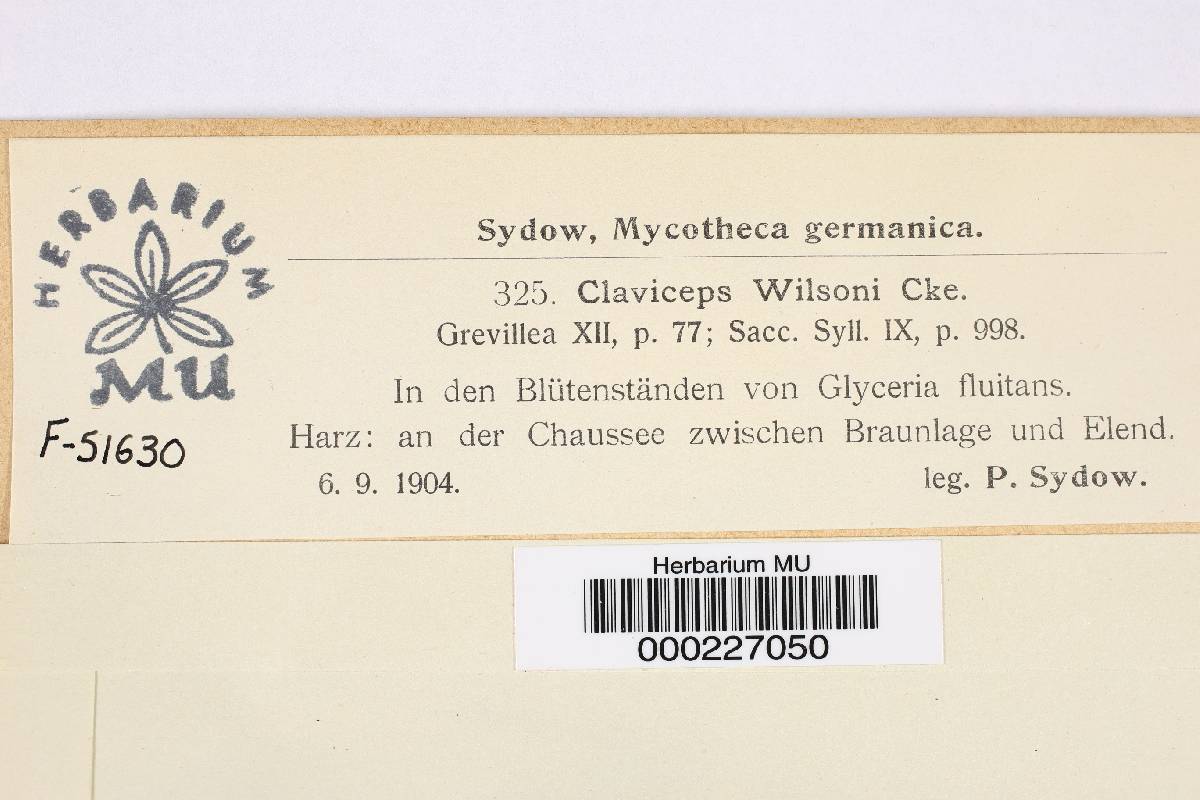 HERBARIUM
MU
F-51630
Sydow, Mycotheca germanica.
325. Claviceps Wilsoni Cke.
Grevillea XII, p. 77; Sacc. Syll. IX, p. 998.
In den Blütenständen von Glyceria fluitans.
Harz: an der Chaussee zwischen Braunlage und Elend.
6. 9. 1904. leg. P. Sydow.
Herbarium MU
000227050